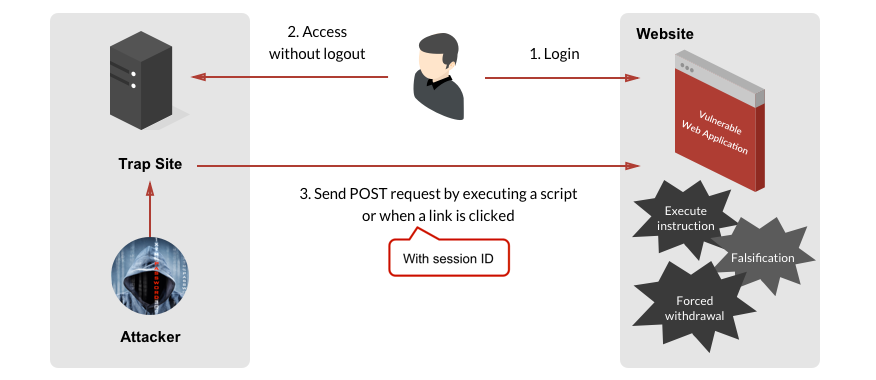 2. Access
without logout
1. Login
Website
Vulnerable
Web Application
Trap Site
3. Send POST request by executing a script
or when a link is clicked
With session ID
Execute
instruction
Falsification
Forced
withdrawal
Attacker